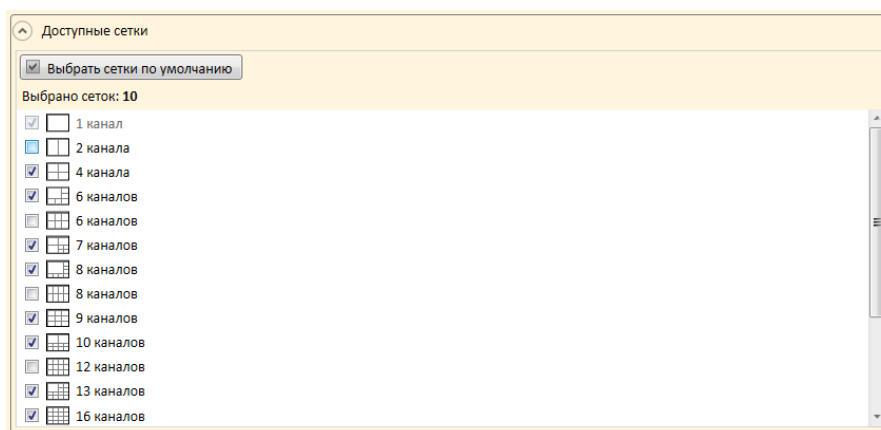 Доступные сетки
Выбрать сетки по умолчанию
Выбрано сеток: 10
1 канал
2 канала
4 канала
6 каналов
6 каналов
7 каналов
8 каналов
8 каналов
9 каналов
10 каналов
12 каналов
13 каналов
16 каналов